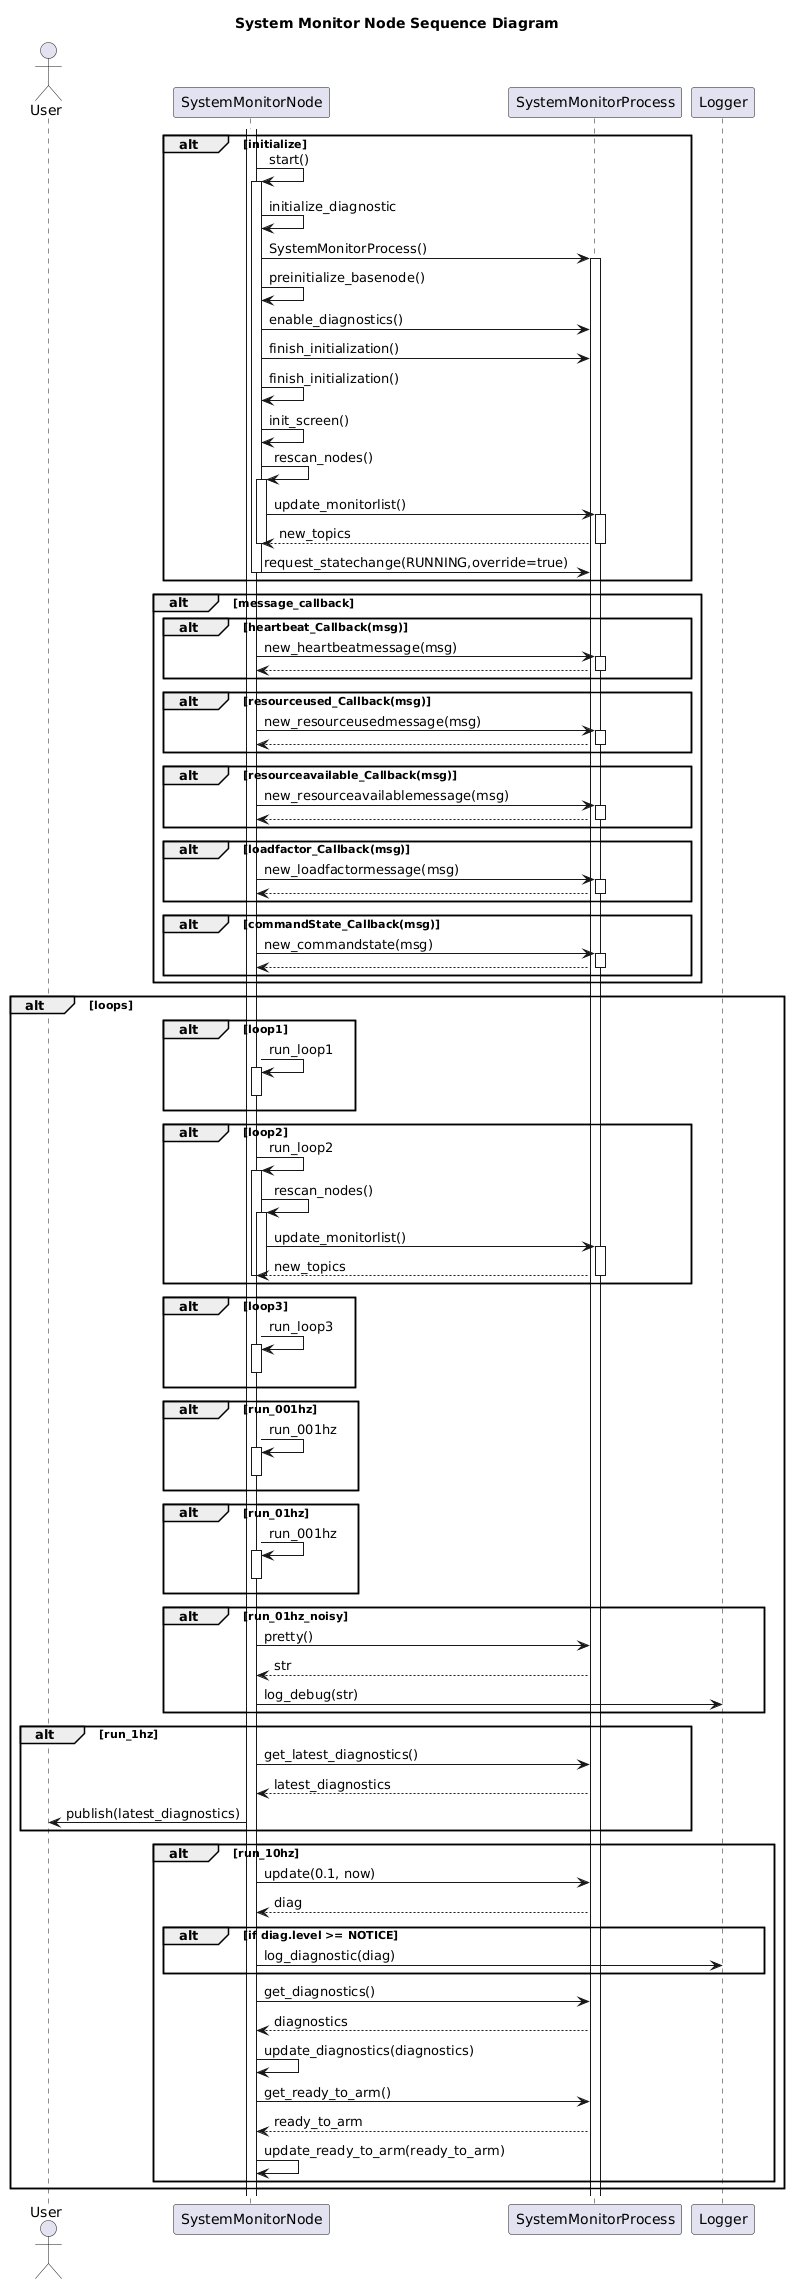 System Monitor Node Sequence Diagram
User
SystemMonitorNode
SystemMonitorProcess
Logger
alt [initialize]
start()
initialize_diagnostic
SystemMonitorProcess()
preinitialize_basenode()
enable_diagnostics()
finish_initialization()
finish_initialization()
init_screen()
rescan_nodes()
update_monitorlist()
new_topics
request_statechange(RUNNING,override=true)
alt [message_callback]
alt [heartbeat_Callback(msg)]
new_heartbeatmessage(msg)
alt [resourceused_Callback(msg)]
new_resourceusedmessage(msg)
alt [resourceavailable_Callback(msg)]
new_resourceavailablemessage(msg)
alt [loadfactor_Callback(msg)]
new_loadfactormessage(msg)
alt [commandState_Callback(msg)]
new_commandstate(msg)
alt [loops]
alt [loop1]
run_loop1
alt [loop2]
run_loop2
rescan_nodes()
update_monitorlist()
new_topics
alt [loop3]
run_loop3
alt [run_001hz]
run_001hz
alt [run_01hz]
run_001hz
alt [run_01hz_noisy]
pretty()
str
log_debug(str)
alt [run_1hz]
get_latest_diagnostics()
latest_diagnostics
publish(latest_diagnostics)
alt [run_10hz]
update(0.1, now)
diag
alt [if diag.level >= NOTICE]
log_diagnostic(diag)
get_diagnostics()
diagnostics
update_diagnostics(diagnostics)
get_ready_to_arm()
ready_to_arm
update_ready_to_arm(ready_to_arm)
User
SystemMonitorNode
SystemMonitorProcess
Logger